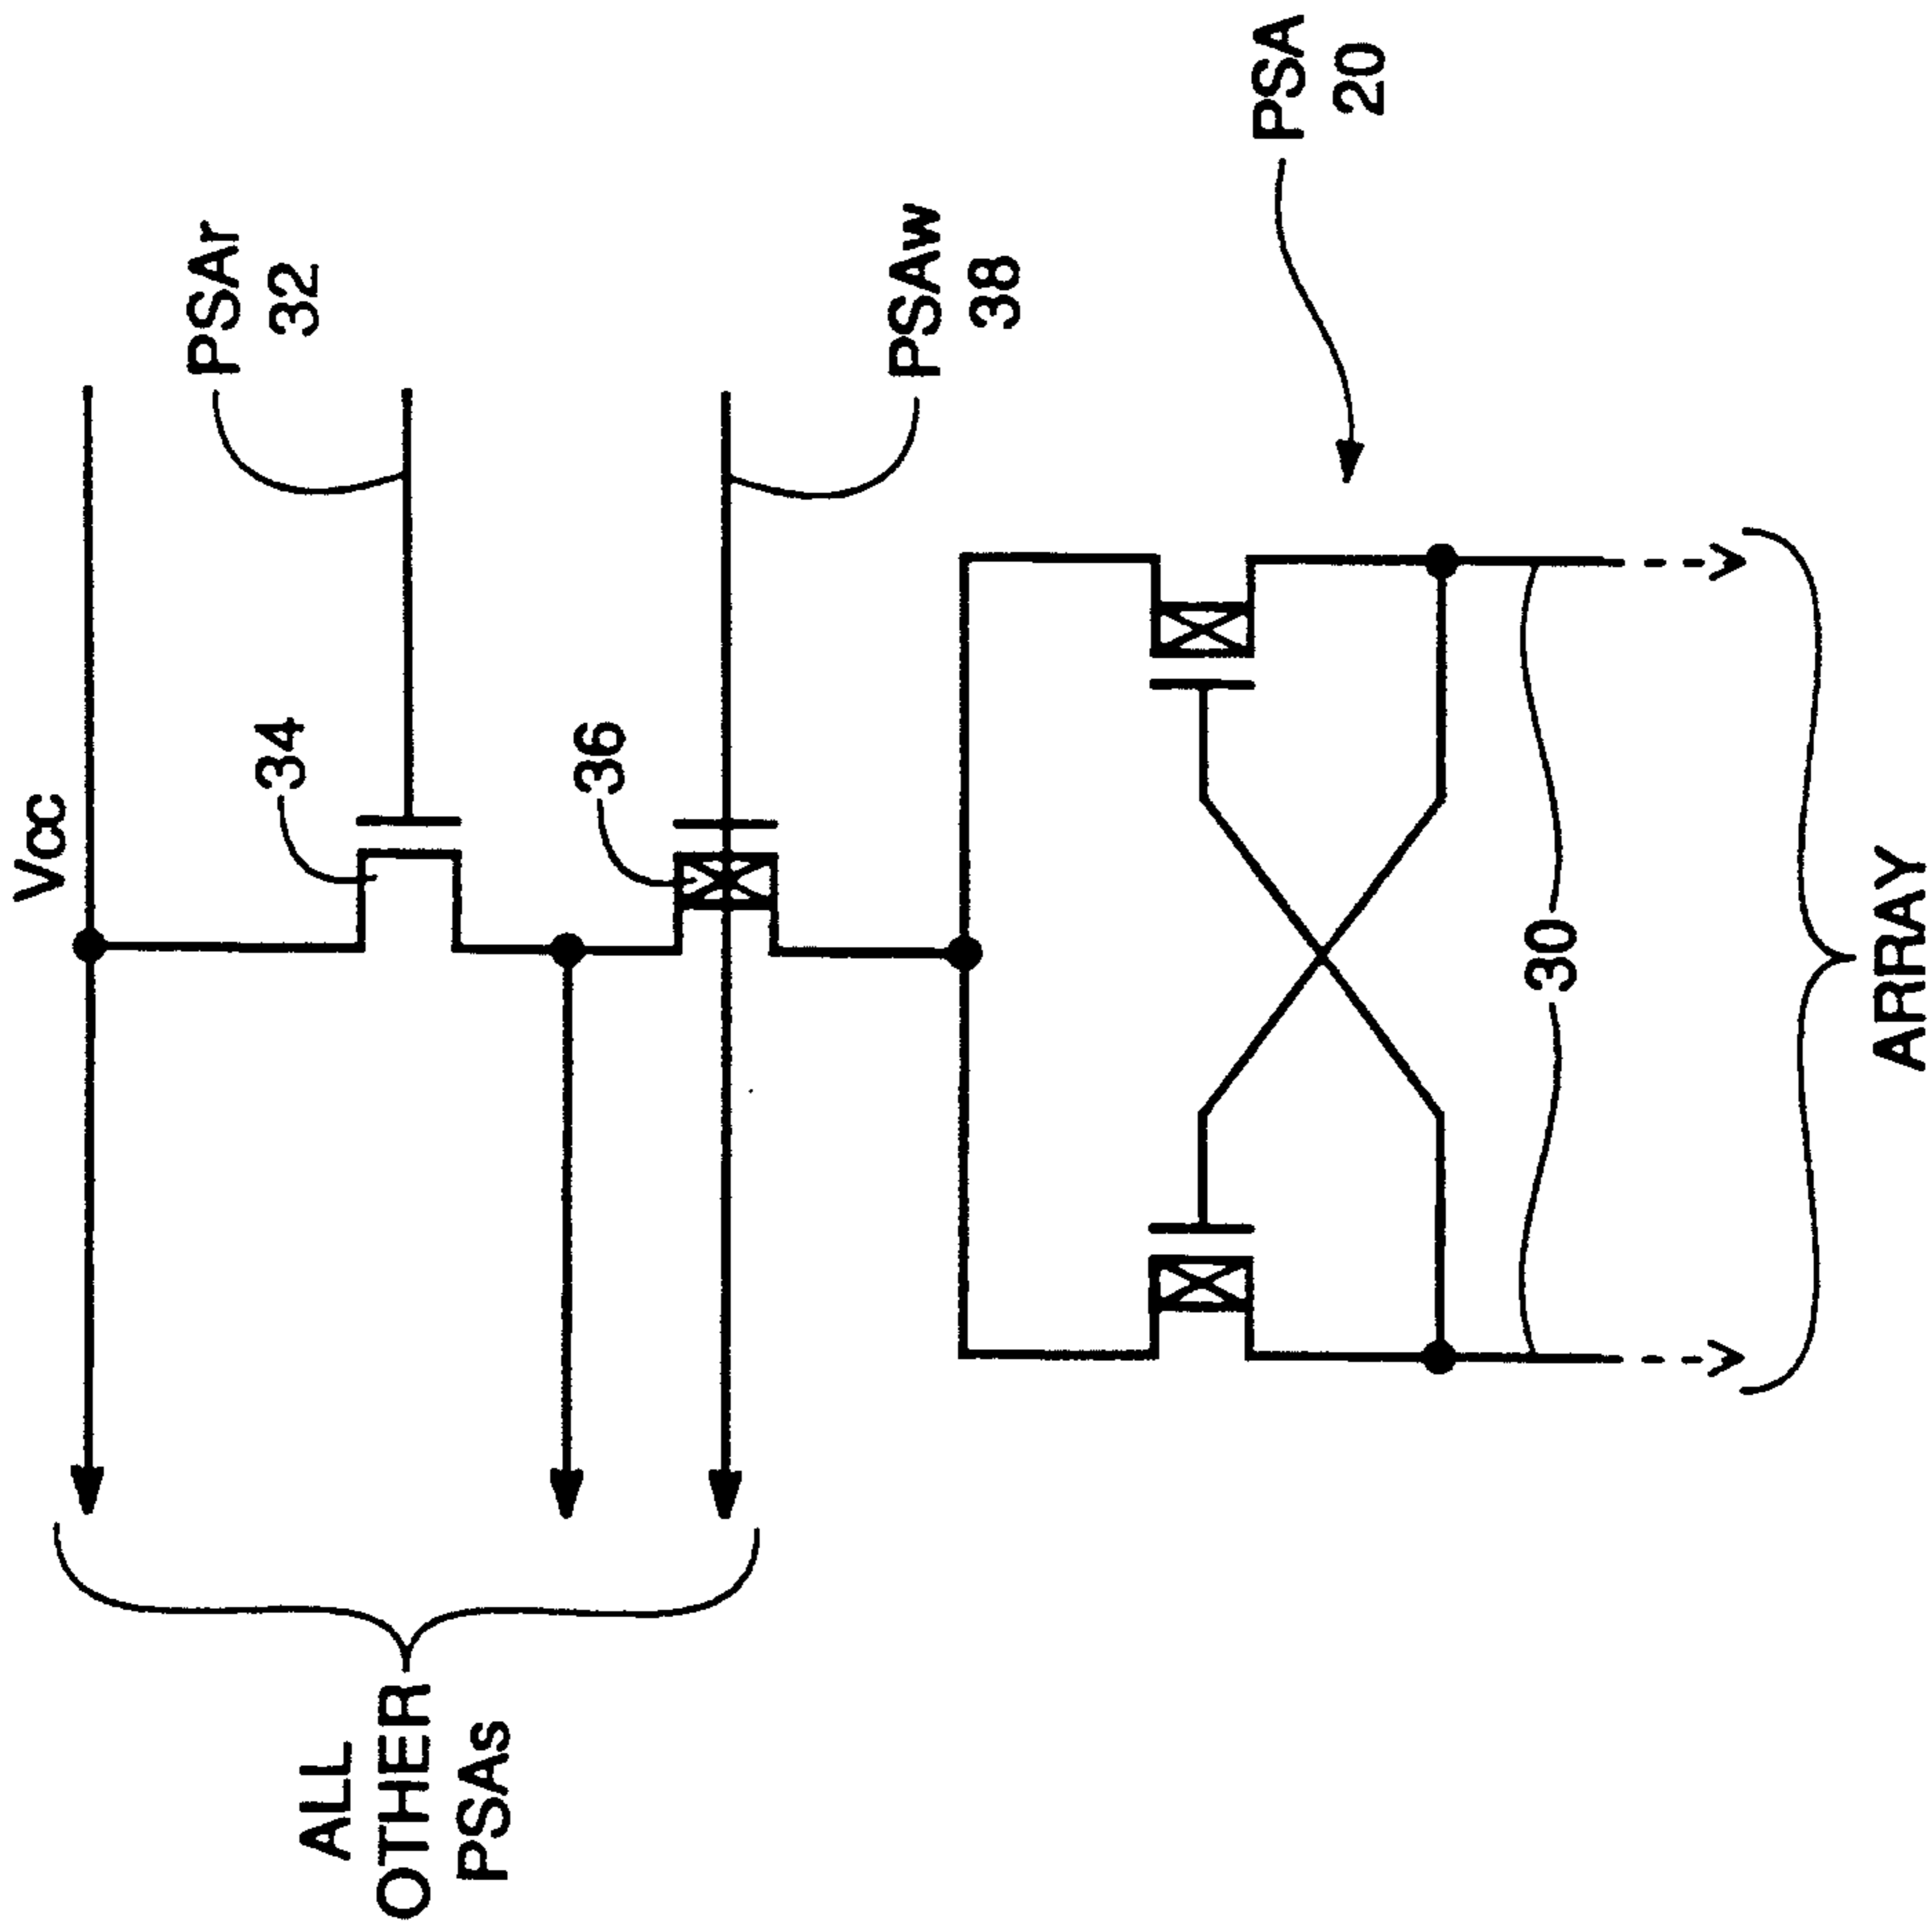 Vcc
PSAr
32
34
36
PSAw
38
PSA
20
30
ARRAY
ALL
OTHER
PSAs